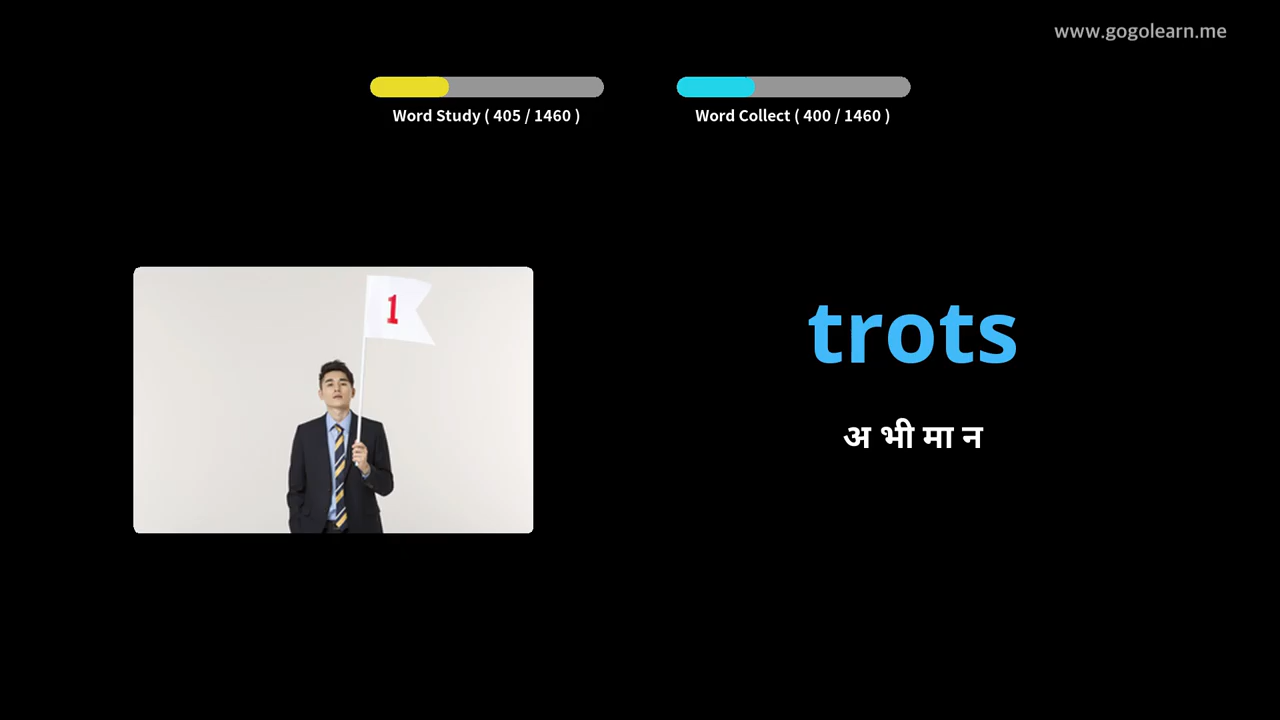 www.gogolearn.me
Word Study ( 405 / 1460 )
Word Collect ( 400 / 1460 )
1
trots
अ भी मा न